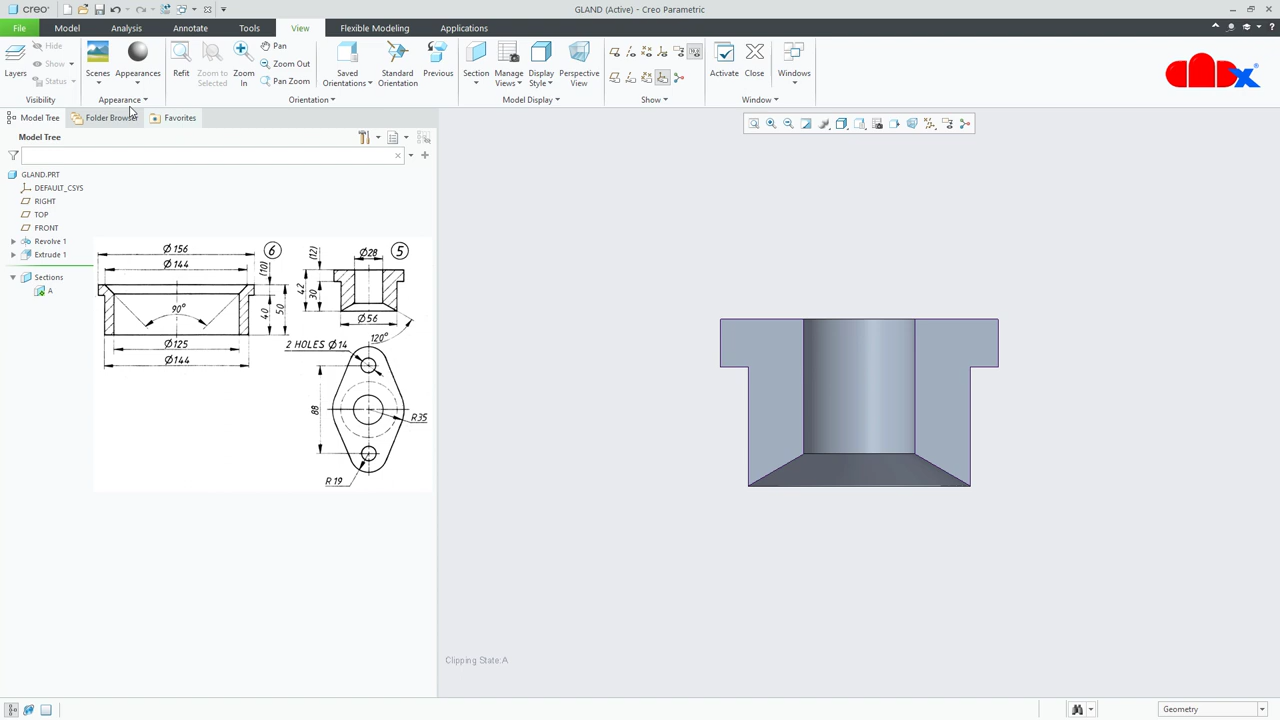 creo
GLAND (Active) - Creo Parametric
File Model Analysis Annotate Tools View Flexible Modeling Applications
Layers
Hide
Show
Status
Visibility
Scenes
Appearances
Appearance
Refit
Zoom to Selected
Zoom In
Pan
Zoom Out
Pan Zoom
Saved Orientations
Standard Orientation
Previous
Orientation
Section
Manage Views
Display Style
Perspective View
Model Display
Show
Activate
Close
Window
Windows
CADX
Model Tree
Folder Browser
Favorites
Model Tree
GLAND.PRT
DEFAULT_CSYS
RIGHT
TOP
FRONT
Revolve 1
Extrude 1
Sections
A
Ø156
Ø144
(10)
6
90°
40
50
Ø125
Ø144
(12)
Ø28
5
42
30
Ø56
120°
2 HOLES Ø14
88
R35
R19
Clipping State:A
Geometry